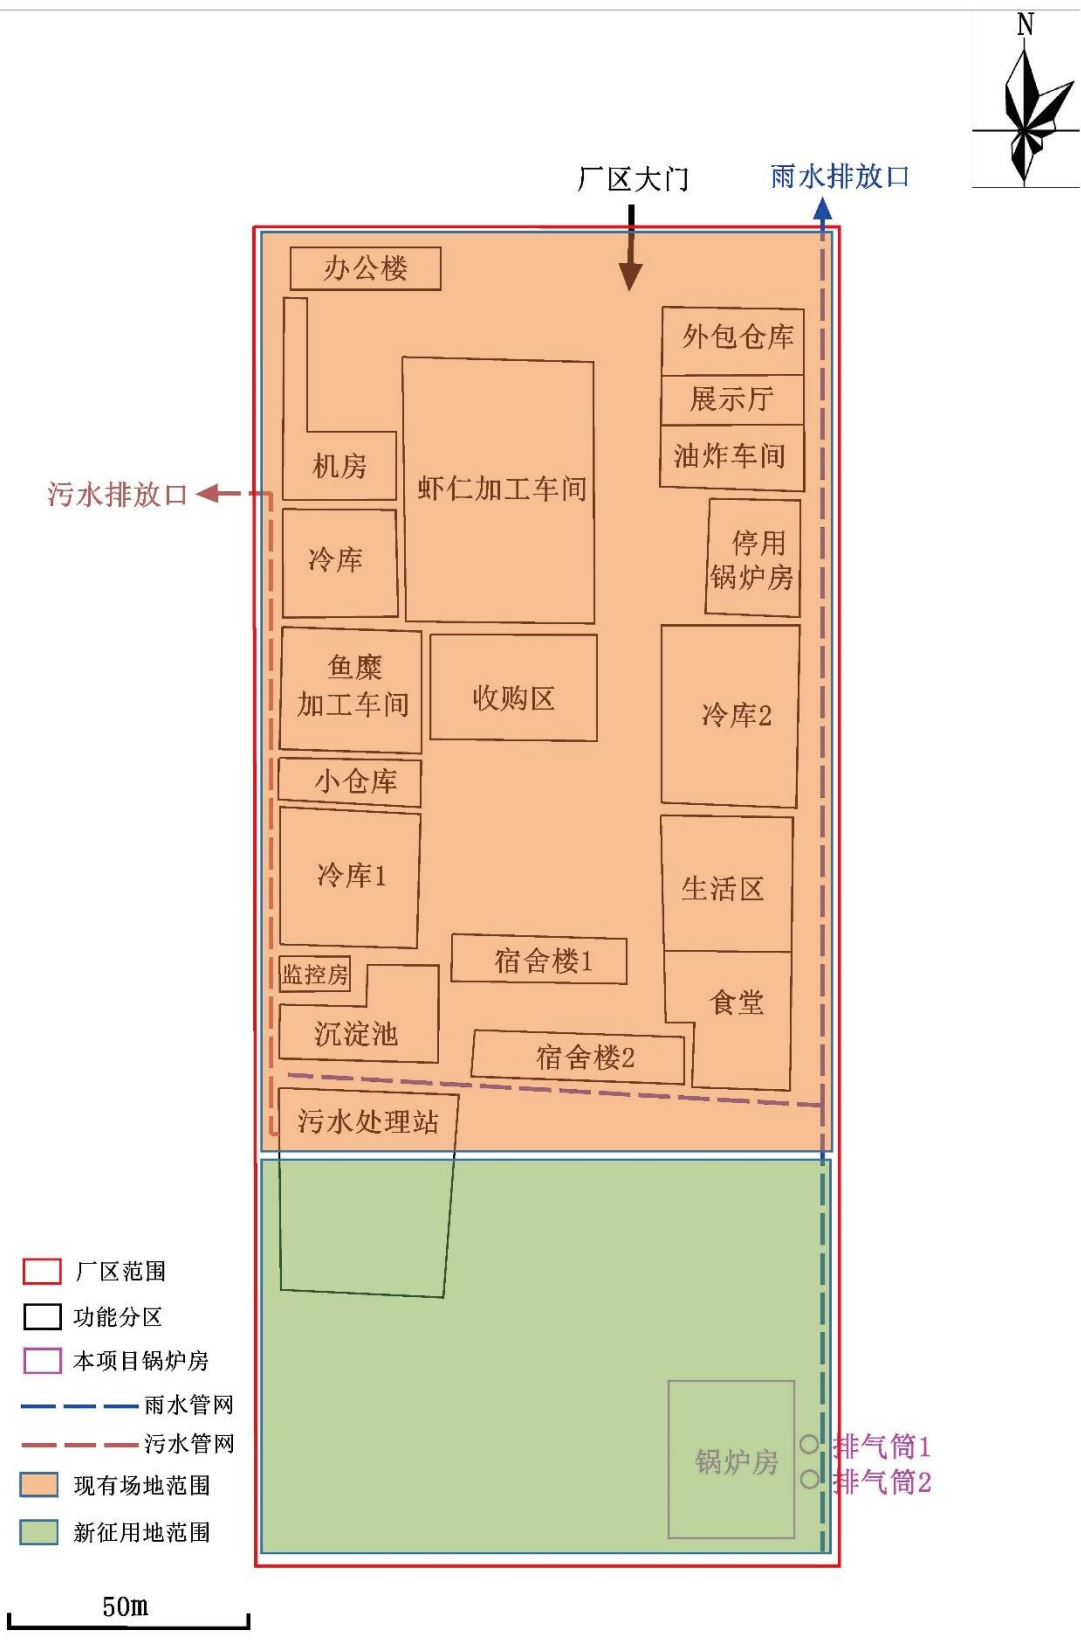 N
厂区大门
雨水排放口
办公楼
外包仓库
展示厅
油炸车间
机房
虾仁加工车间
污水排放口
停用
锅炉房
冷库
鱼糜
加工车间
收购区
冷库2
小仓库
冷库1
生活区
宿舍楼1
监控房
食堂
沉淀池
宿舍楼2
污水处理站
厂区范围
功能分区
本项目锅炉房
雨水管网
污水管网
现有场地范围
新征用地范围
锅炉房
排气筒1
排气筒2
50m